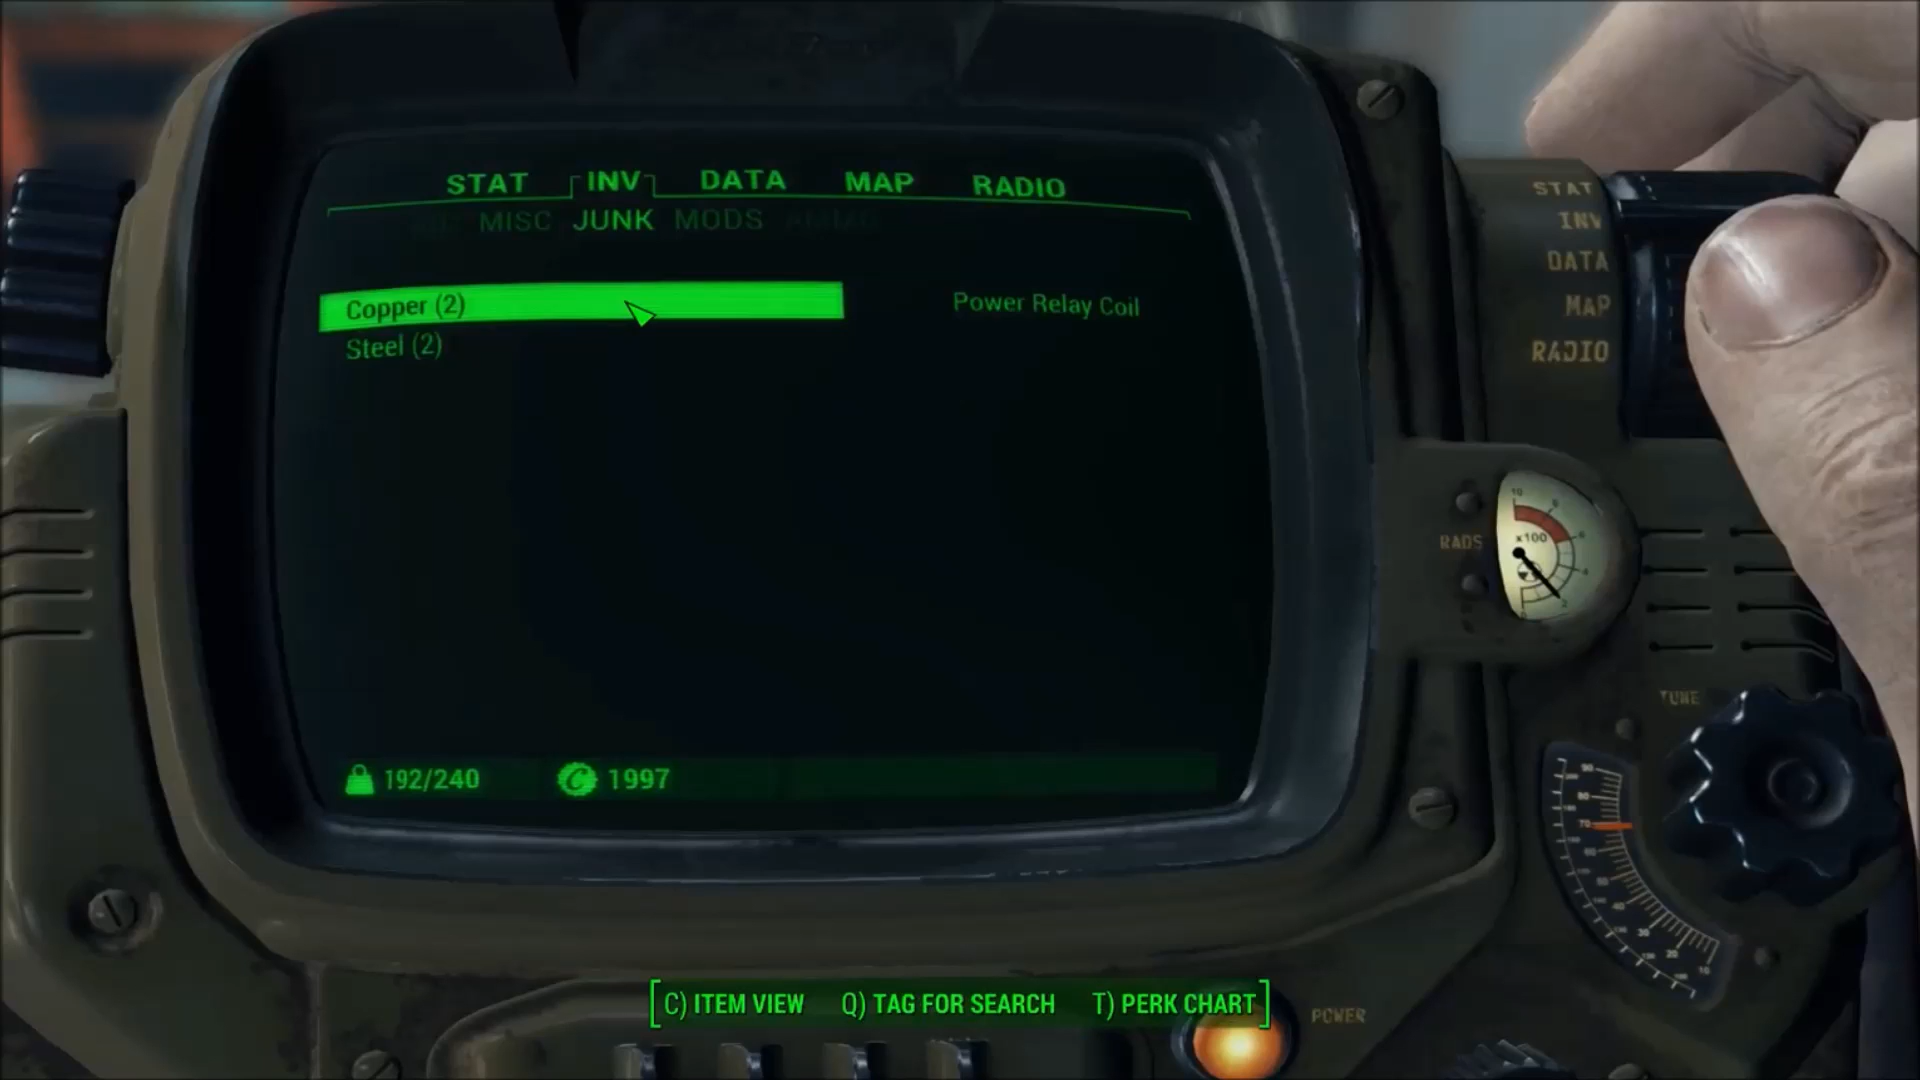 STAT INV DATA MAP RADIO
MISC JUNK MODS AMMO
Copper (2)
Power Relay Coil
Steel (2)
192/240 1997
C) ITEM VIEW Q) TAG FOR SEARCH T) PERK CHART
STAT
INV
DATA
MAP
RADIO
RADS
x100
TUNE
POWER